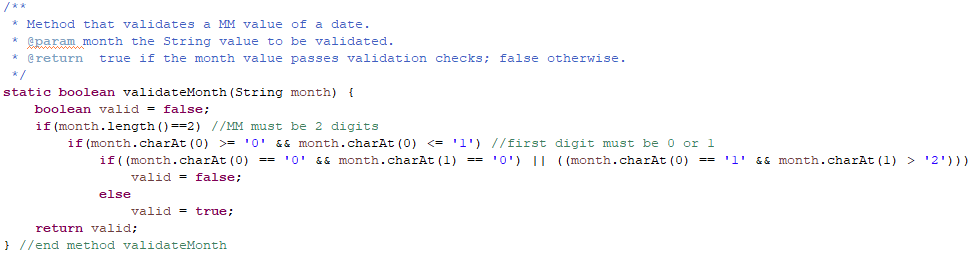 /**
 * Method that validates a MM value of a date.
 * @param month the String value to be validated.
 * @return  true if the month value passes validation checks; false otherwise.
 */
static boolean validateMonth(String month) {
    boolean valid = false;
    if(month.length()==2) //MM must be 2 digits
        if(month.charAt(0) >= '0' && month.charAt(0) <= '1') //first digit must be 0 or 1
            if((month.charAt(0) == '0' && month.charAt(1) == '0') || ((month.charAt(0) == '1' && month.charAt(1) > '2')))
                valid = false;
            else
                valid = true;
    return valid;
} //end method validateMonth